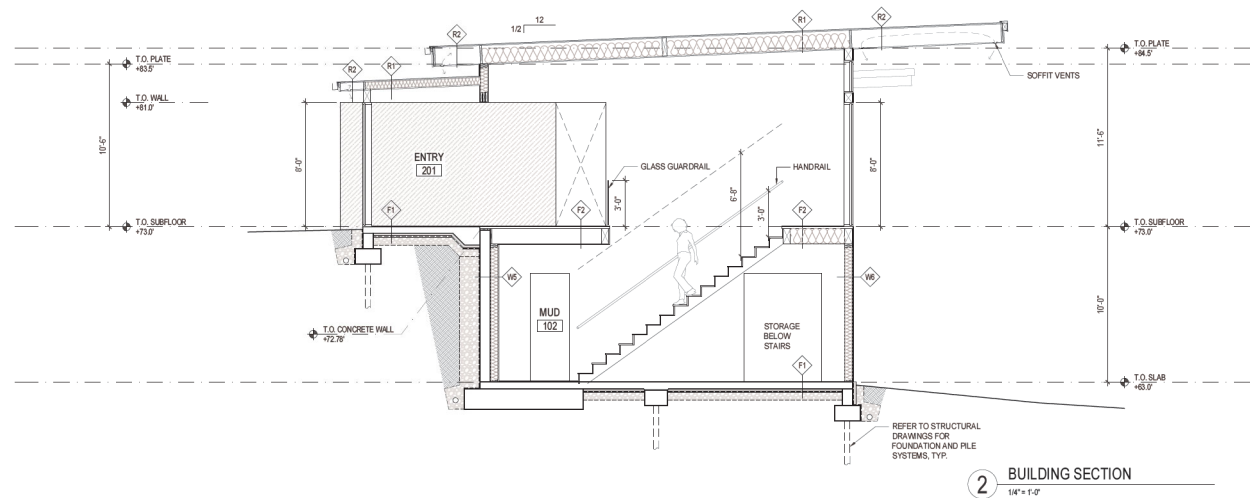 12
1/2
R2
R1
R2
T.O. PLATE
+83.5'
R2
R1
T.O. PLATE
+84.5'
SOFFIT VENTS
T.O. WALL
+81.0'
10'-6"
8'-0"
ENTRY
201
GLASS GUARDRAIL
HANDRAIL
6'-8"
3'-0"
3'-0"
8'-0"
11'-6"
F1
F2
F2
T.O. SUBFLOOR
+73.0'
T.O. SUBFLOOR
+73.0'
W5
W6
MUD
102
T.O. CONCRETE WALL
+72.78'
STORAGE
BELOW
STAIRS
10'-0"
F1
T.O. SLAB
+63.0'
REFER TO STRUCTURAL
DRAWINGS FOR
FOUNDATION AND PILE
SYSTEMS, TYP.
2
BUILDING SECTION
1/4" = 1'-0"